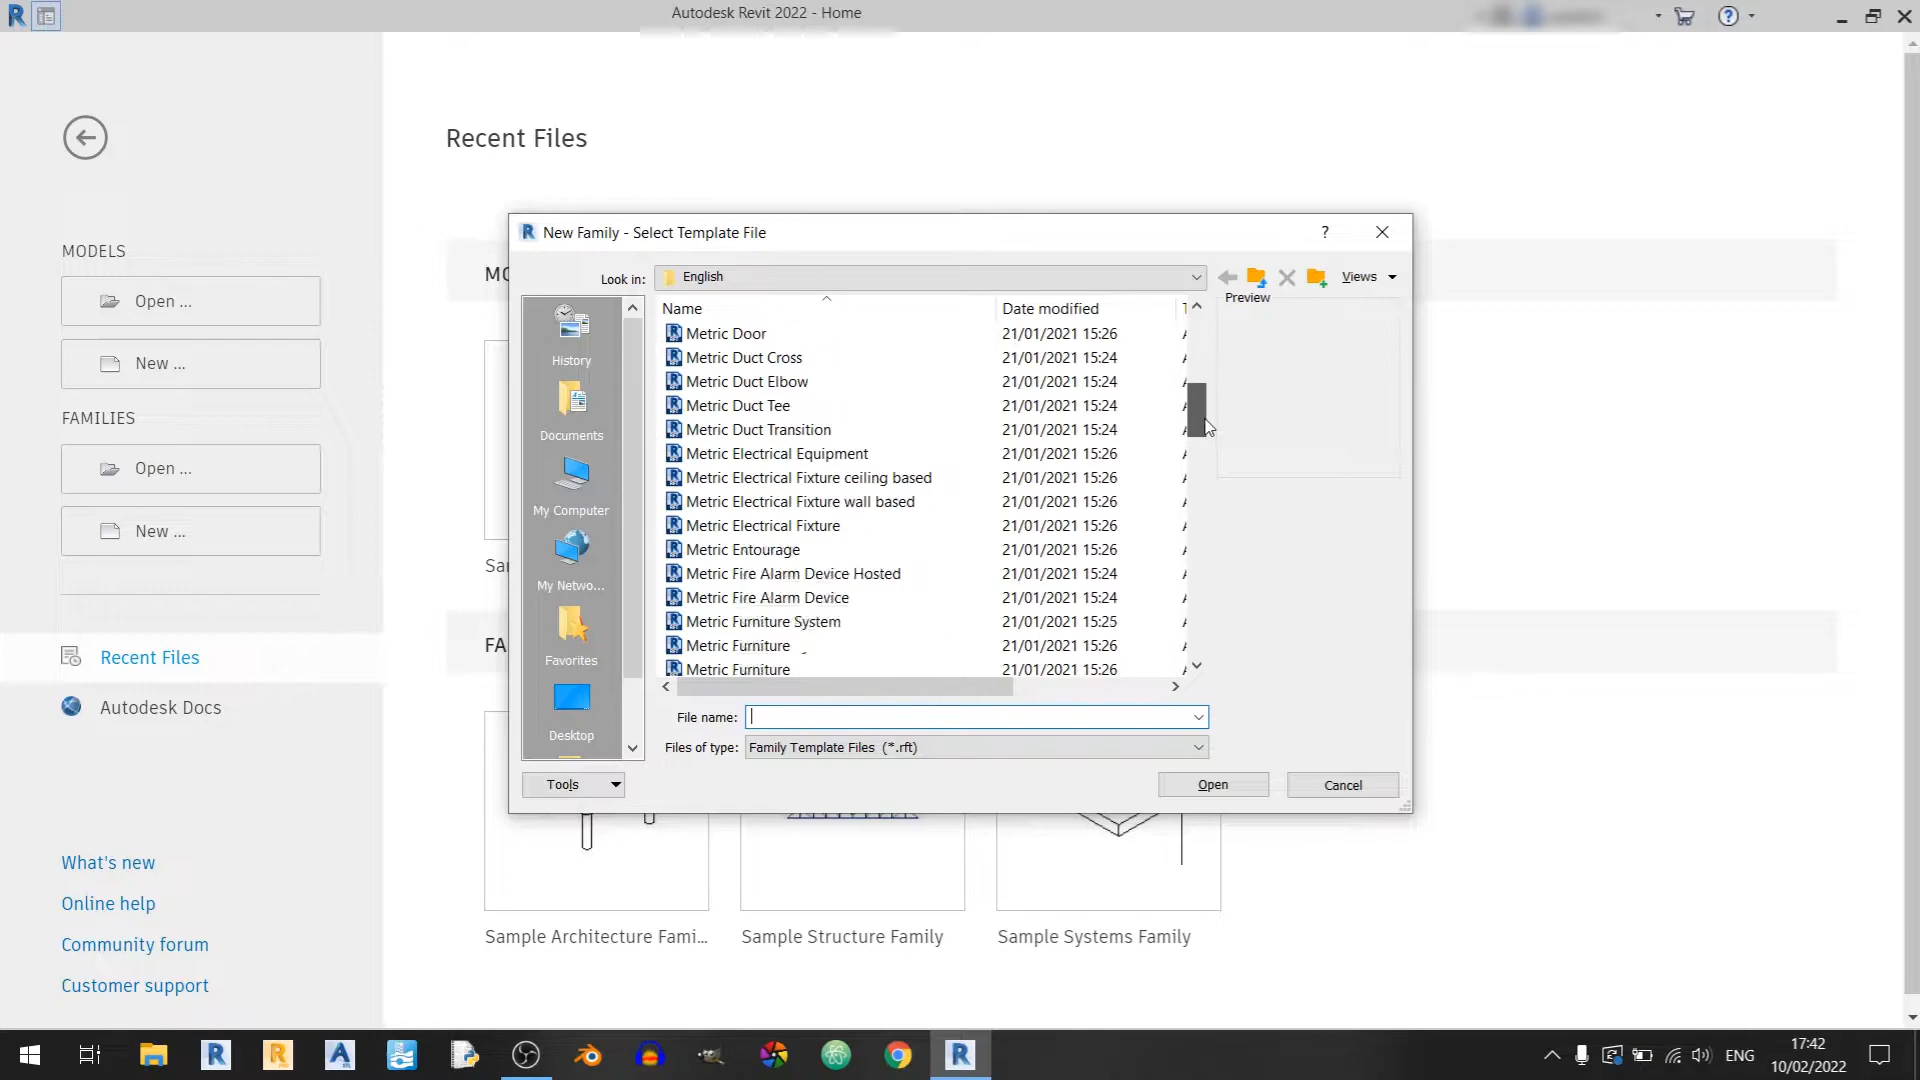 Autodesk Revit 2022 - Home
Recent Files
MODELS
Open ...
New ...
FAMILIES
Open ...
New ...
Recent Files
Autodesk Docs
What's new
Online help
Community forum
Customer support
MO
Sar
FA
New Family - Select Template File
?
Look in:
English
Views
Preview
History
Documents
My Computer
My Netwo...
Favorites
Desktop
Name
Date modified
Metric Door 21/01/2021 15:26
Metric Duct Cross 21/01/2021 15:24
Metric Duct Elbow 21/01/2021 15:24
Metric Duct Tee 21/01/2021 15:24
Metric Duct Transition 21/01/2021 15:24
Metric Electrical Equipment 21/01/2021 15:26
Metric Electrical Fixture ceiling based 21/01/2021 15:26
Metric Electrical Fixture wall based 21/01/2021 15:26
Metric Electrical Fixture 21/01/2021 15:26
Metric Entourage 21/01/2021 15:26
Metric Fire Alarm Device Hosted 21/01/2021 15:24
Metric Fire Alarm Device 21/01/2021 15:24
Metric Furniture System 21/01/2021 15:25
Metric Furniture 21/01/2021 15:26
Metric Furniture 21/01/2021 15:26
File name:
Files of type: Family Template Files (*.rft)
Tools
Open
Cancel
Sample Architecture Fami...
Sample Structure Family
Sample Systems Family
ENG
17:42
10/02/2022